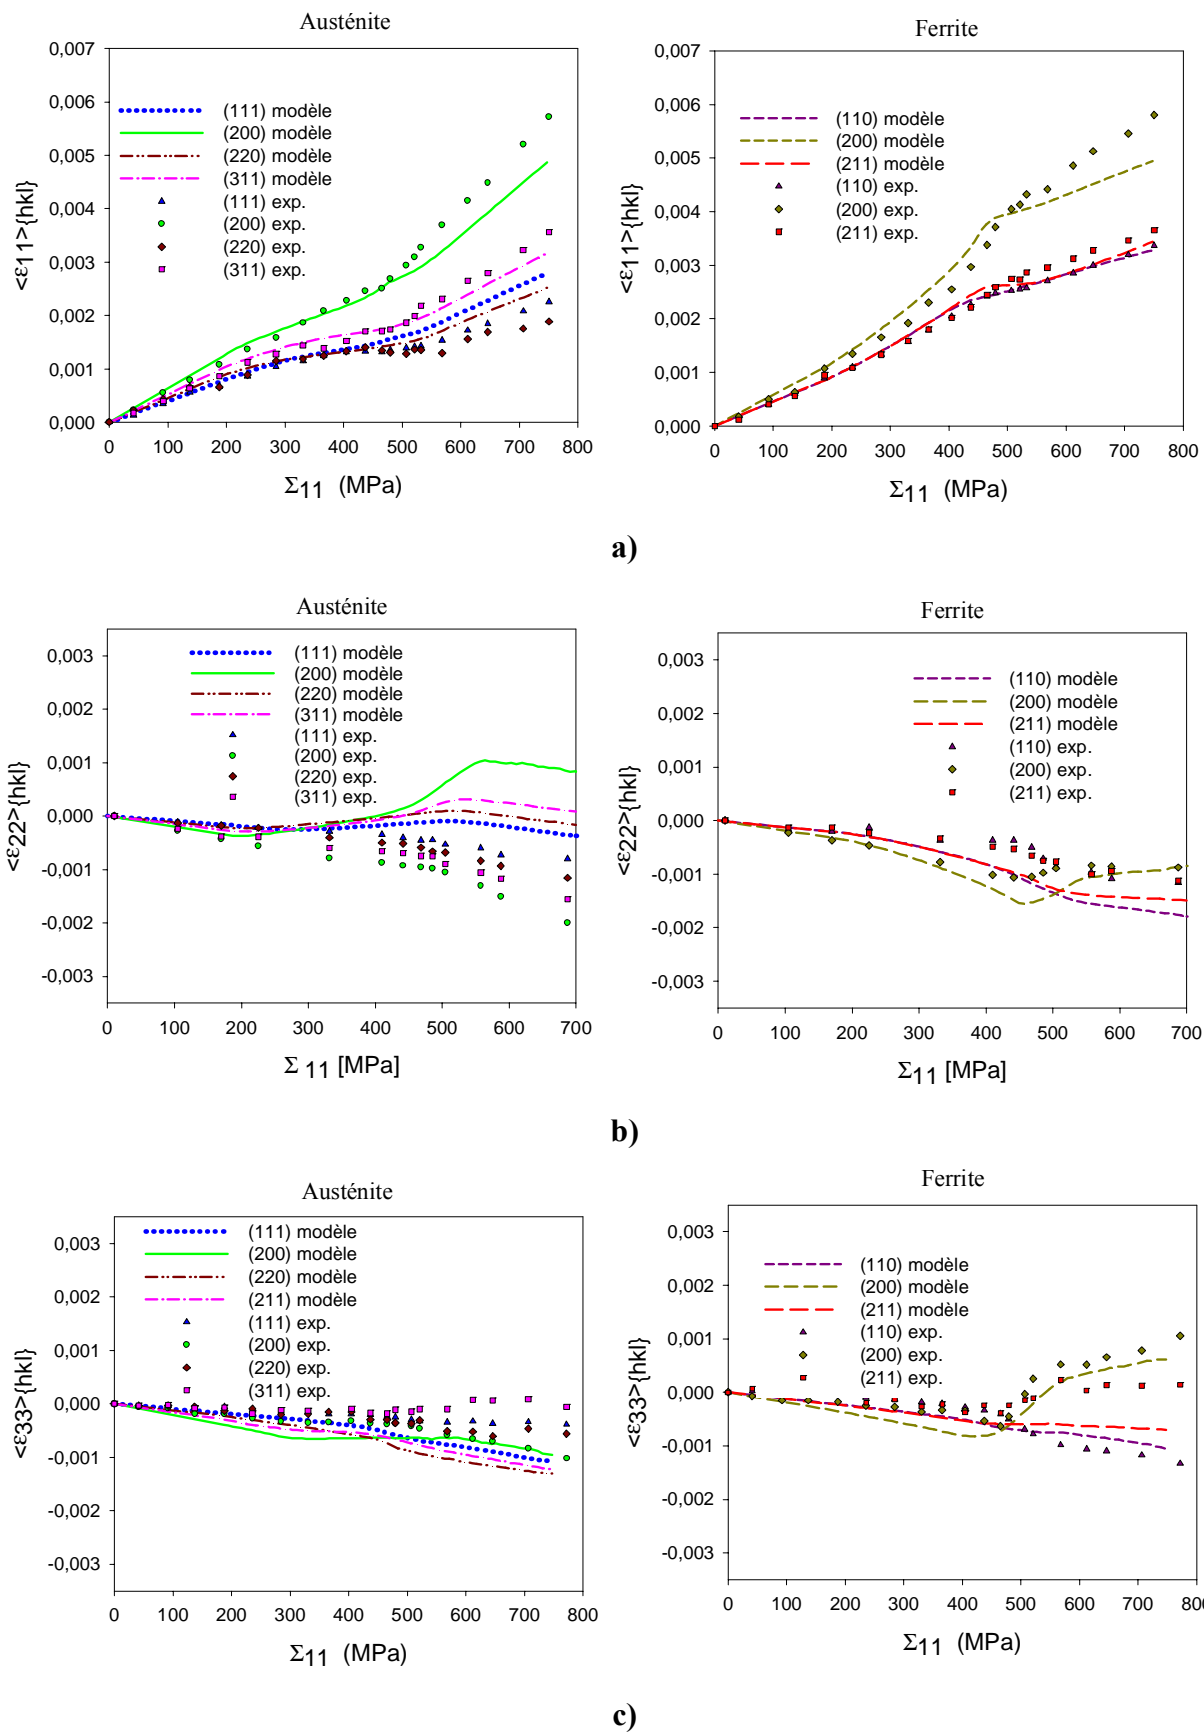 Austénite
0,007
0,006
0,005
0,004
0,003
0,002
0,001
0,000
<ε11>{hkl}
(111) modèle
(200) modèle
(220) modèle
(311) modèle
(111) exp.
(200) exp.
(220) exp.
(311) exp.
0 100 200 300 400 500 600 700 800
Σ11 (MPa)
Ferrite
0,007
0,006
0,005
0,004
0,003
0,002
0,001
0,000
<ε11>{hkl}
(110) modèle
(200) modèle
(211) modèle
(110) exp.
(200) exp.
(211) exp.
0 100 200 300 400 500 600 700 800
Σ11 (MPa)
a)
Austénite
0,003
0,002
0,001
0,000
-0,001
-0,002
-0,003
<ε22>{hkl}
(111) modèle
(200) modèle
(220) modèle
(311) modèle
(111) exp.
(200) exp.
(220) exp.
(311) exp.
0 100 200 300 400 500 600 700
Σ 11 [MPa]
Ferrite
0,003
0,002
0,001
0,000
-0,001
-0,002
-0,003
<ε22>{hkl}
(110) modèle
(200) modèle
(211) modèle
(110) exp.
(200) exp.
(211) exp.
0 100 200 300 400 500 600 700
Σ11 [MPa]
b)
Austénite
0,003
0,002
0,001
0,000
-0,001
-0,002
-0,003
<ε33>{hkl}
(111) modèle
(200) modèle
(220) modèle
(211) modèle
(111) exp.
(200) exp.
(220) exp.
(311) exp.
0 100 200 300 400 500 600 700 800
Σ11 (MPa)
Ferrite
0,003
0,002
0,001
0,000
-0,001
-0,002
-0,003
<ε33>{hkl}
(110) modèle
(200) modèle
(211) modèle
(110) exp.
(200) exp.
(211) exp.
0 100 200 300 400 500 600 700 800
Σ11 (MPa)
c)